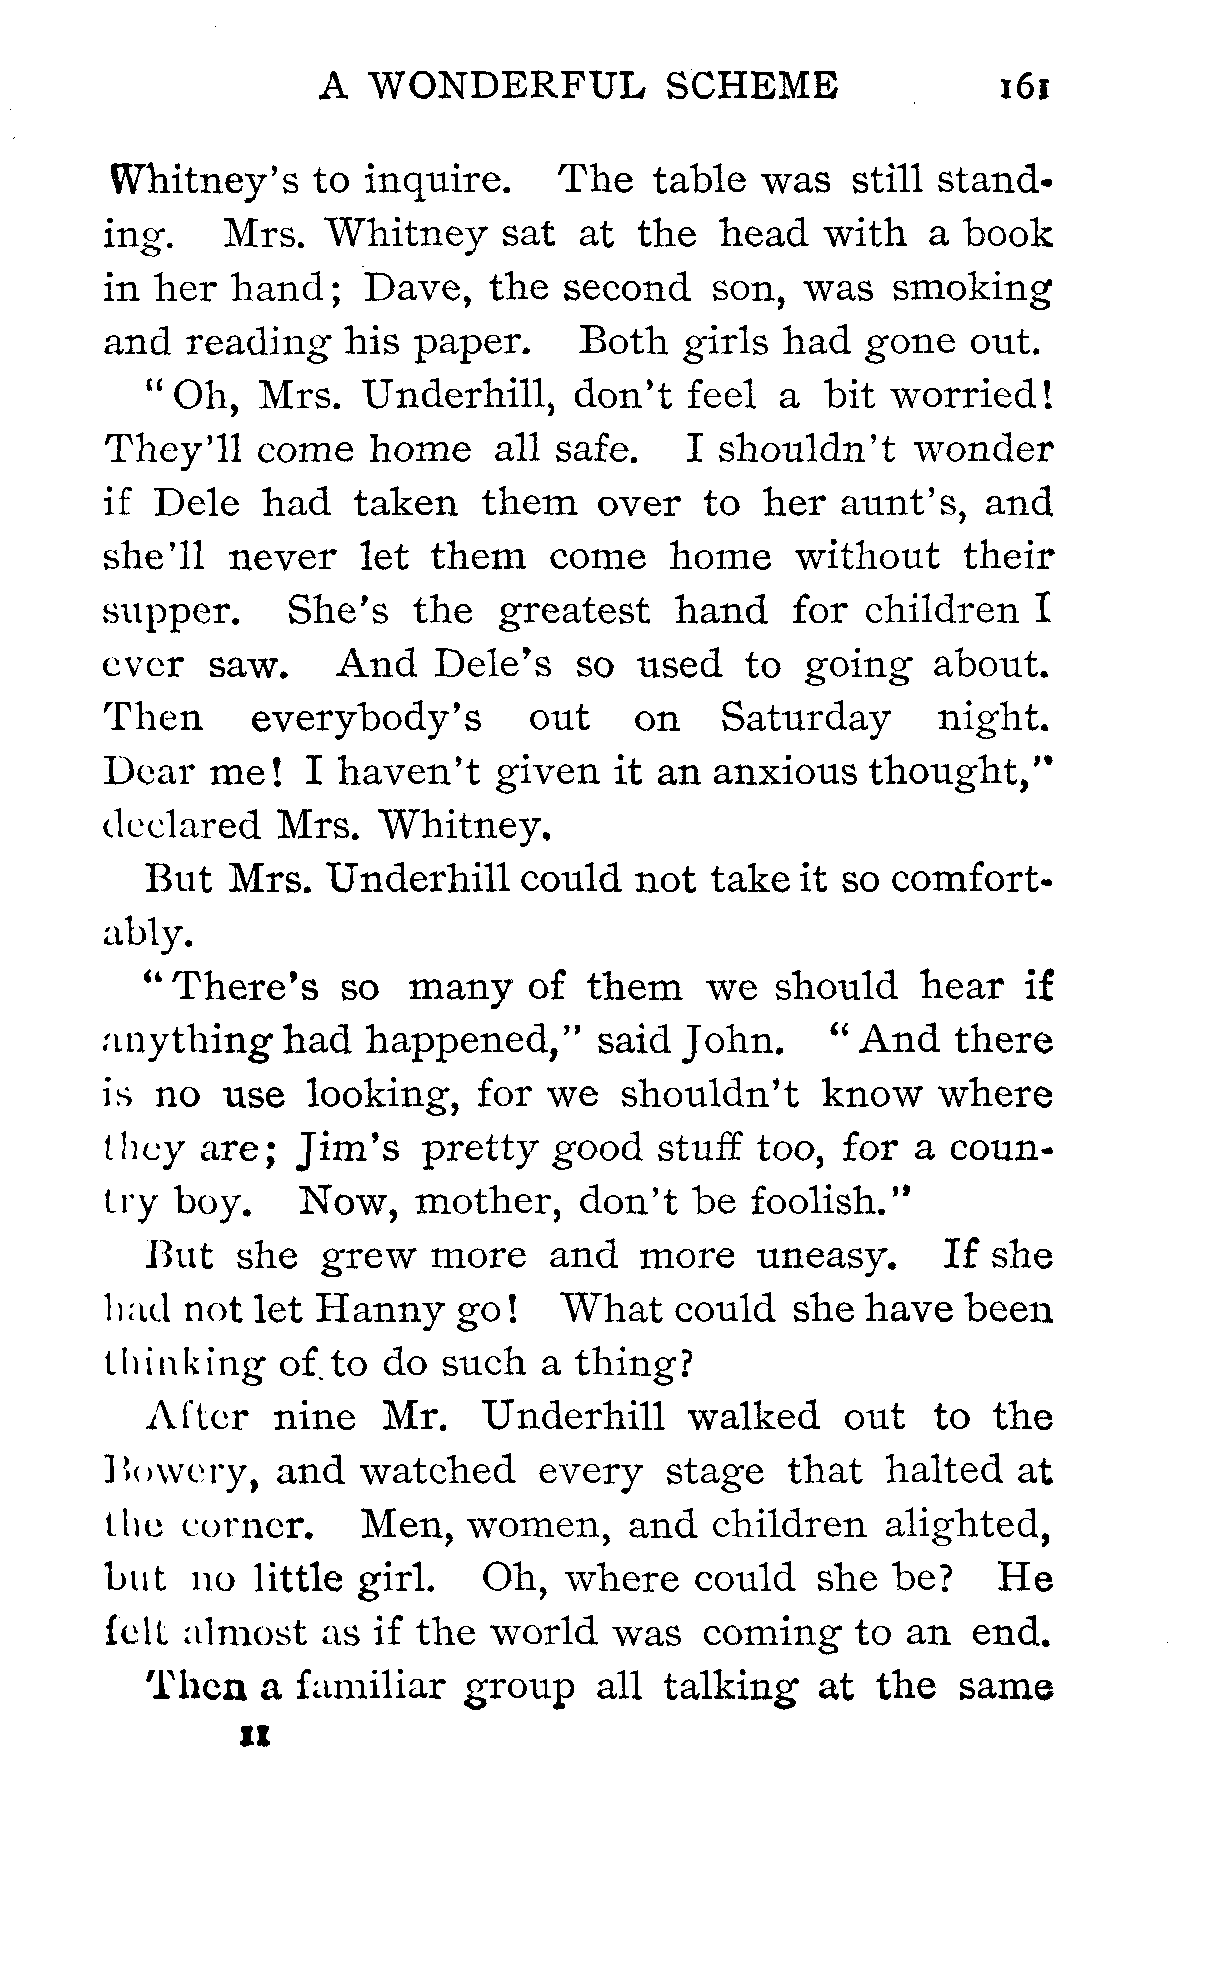 A WONDERFUL SCHEME 161
Whitney's to inquire. The table was still stand-
ing. Mrs. Whitney sat at the head with a book
in her hand; Dave, the second son, was smoking
and reading his paper. Both girls had gone out.
"Oh, Mrs. Underhill, don't feel a bit worried!
They'll come home all safe. I shouldn't wonder
if Dele had taken them over to her aunt's, and
she'll never let them come home without their
supper. She's the greatest hand for children I
ever saw. And Dele's so used to going about.
Then everybody's out on Saturday night.
Dear me! I haven't given it an anxious thought,"
declared Mrs. Whitney.
But Mrs. Underhill could not take it so comfort-
ably.
"There's so many of them we should hear if
anything had happened," said John. "And there
is no use looking, for we shouldn't know where
they are; Jim's pretty good stuff too, for a coun-
try boy. Now, mother, don't be foolish."
But she grew more and more uneasy. If she
had not let Hanny go! What could she have been
thinking of to do such a thing?
After nine Mr. Underhill walked out to the
Bowery, and watched every stage that halted at
the corner. Men, women, and children alighted,
but no little girl. Oh, where could she be? He
felt almost as if the world was coming to an end.
Then a familiar group all talking at the same
11